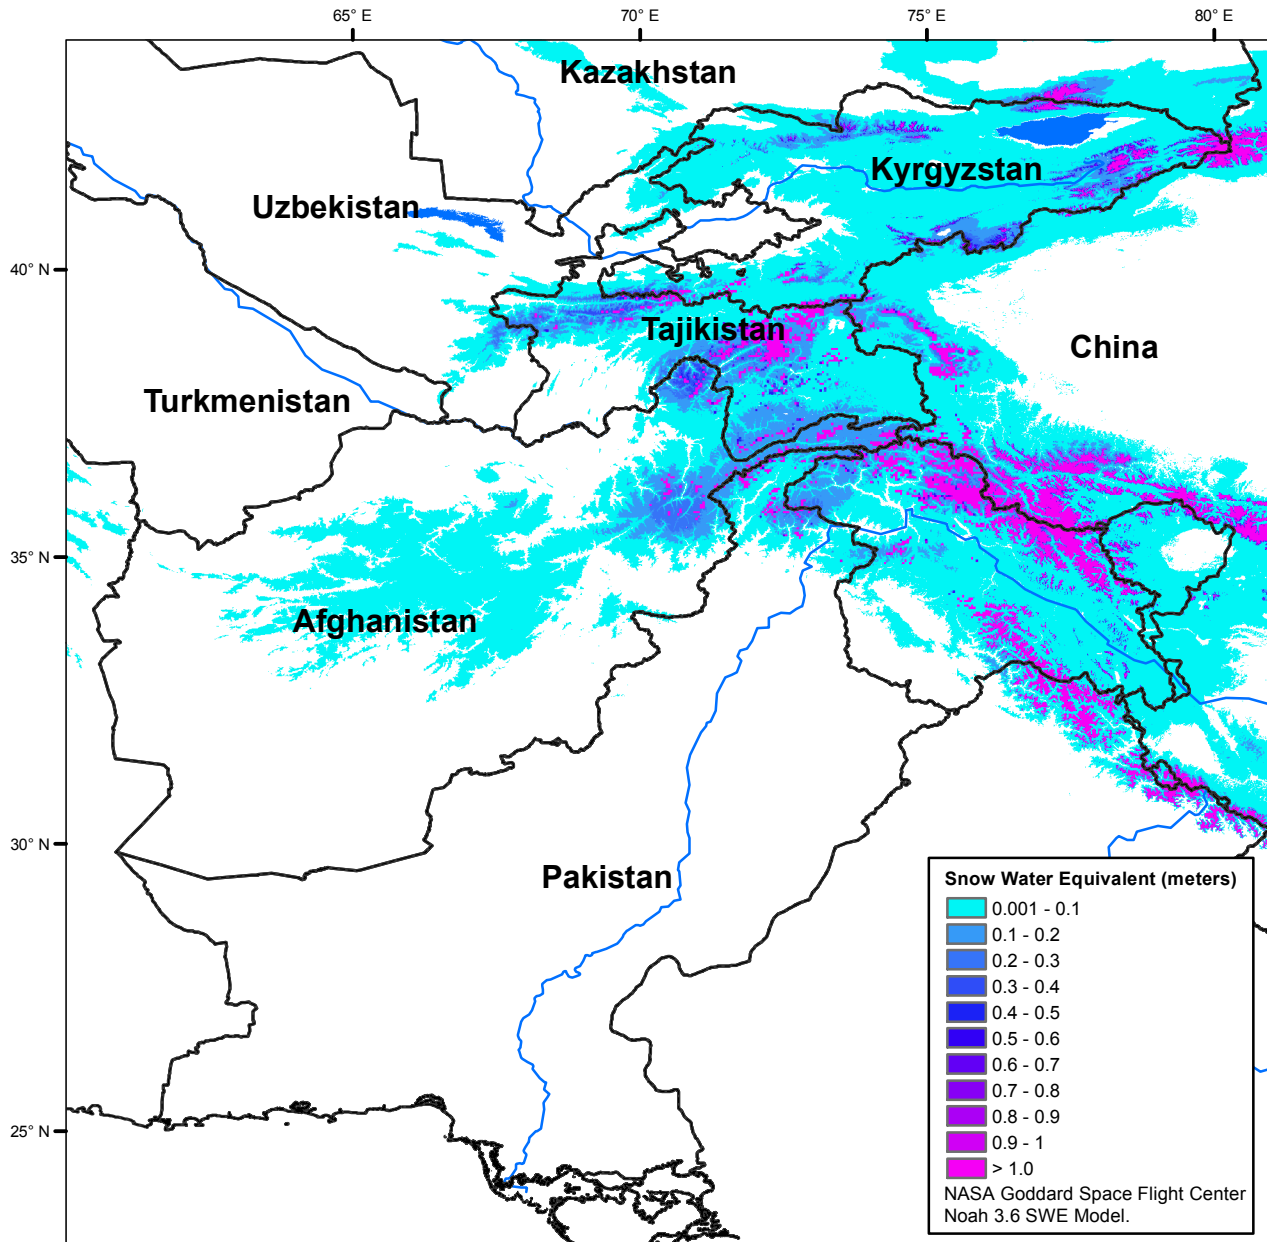 65° E
70° E
75° E
80° E
Kazakhstan
Kyrgyzstan
Uzbekistan
40° N
Tajikistan
China
Turkmenistan
35° N
Afghanistan
30° N
Pakistan
25° N
Snow Water Equivalent (meters)
0.001 - 0.1
0.1 - 0.2
0.2 - 0.3
0.3 - 0.4
0.4 - 0.5
0.5 - 0.6
0.6 - 0.7
0.7 - 0.8
0.8 - 0.9
0.9 - 1
> 1.0
NASA Goddard Space Flight Center
Noah 3.6 SWE Model.